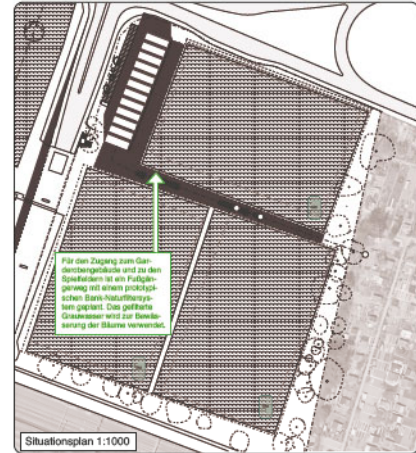 Für den Zugang zum Gar-
derobengebäude und zu den
Spielfeldern ist ein Fußgän-
gerweg mit einem prototypi-
schen Bank-Naturfiltersys-
tem geplant. Das gefilterte
Grauwasser wird zur Bewäs-
serung der Bäume verwendet.
Situationsplan 1:1000